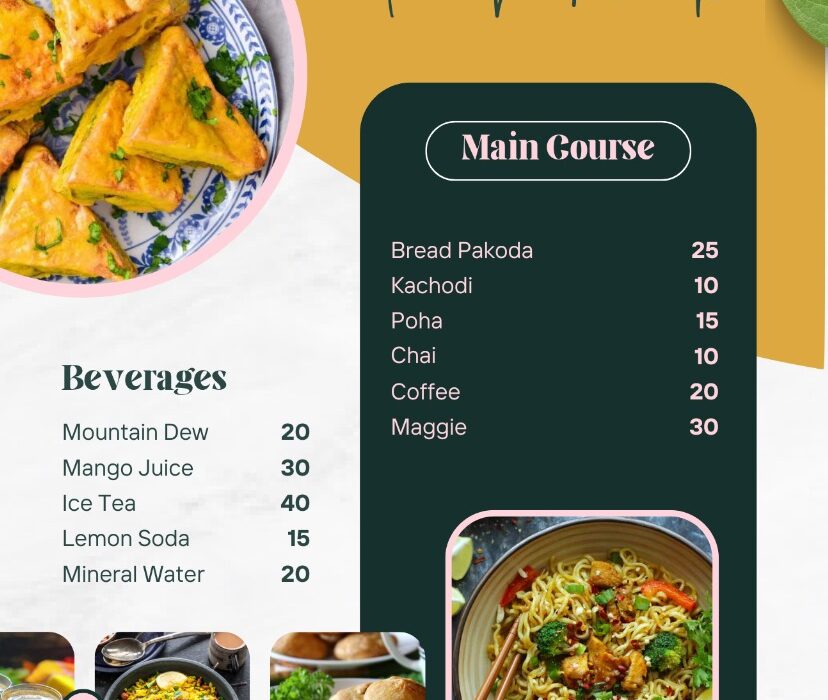 Main Course
Bread Pakoda 25
Kachodi 10
Poha 15
Chai 10
Coffee 20
Maggie 30
Beverages
Mountain Dew 20
Mango Juice 30
Ice Tea 40
Lemon Soda 15
Mineral Water 20